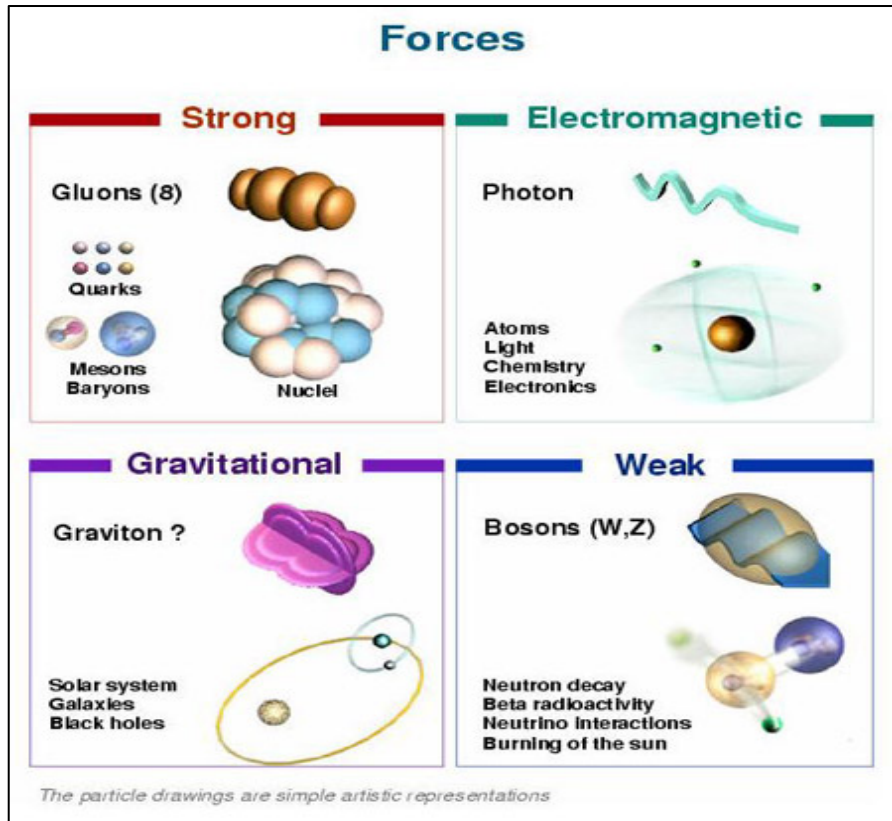 Forces
Strong
Gluons (8)
Quarks
Mesons
Baryons
Nuclei
Electromagnetic
Photon
Atoms
Light
Chemistry
Electronics
Gravitational
Graviton ?
Solar system
Galaxies
Black holes
Weak
Bosons (W,Z)
Neutron decay
Beta radioactivity
Neutrino interactions
Burning of the sun
The particle drawings are simple artistic representations